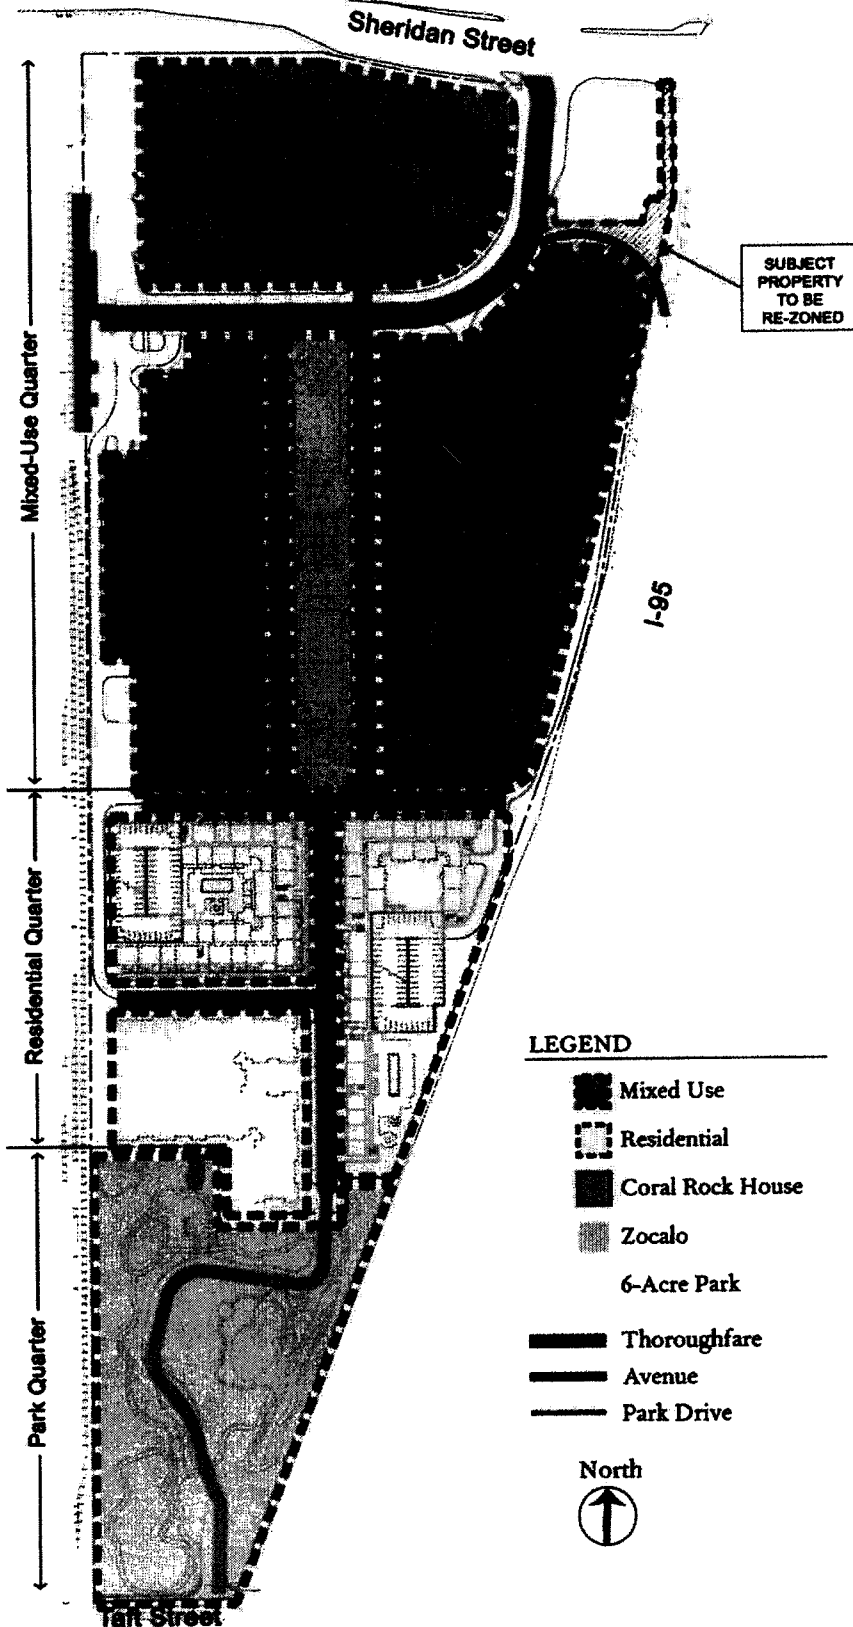 Sheridan Street
SUBJECT
PROPERTY
TO BE
RE-ZONED
Mixed-Use Quarter
I-95
Residential Quarter
Park Quarter
LEGEND
Mixed Use
Residential
Coral Rock House
Zocalo
6-Acre Park
Thoroughfare
Avenue
Park Drive
North
Taft Street